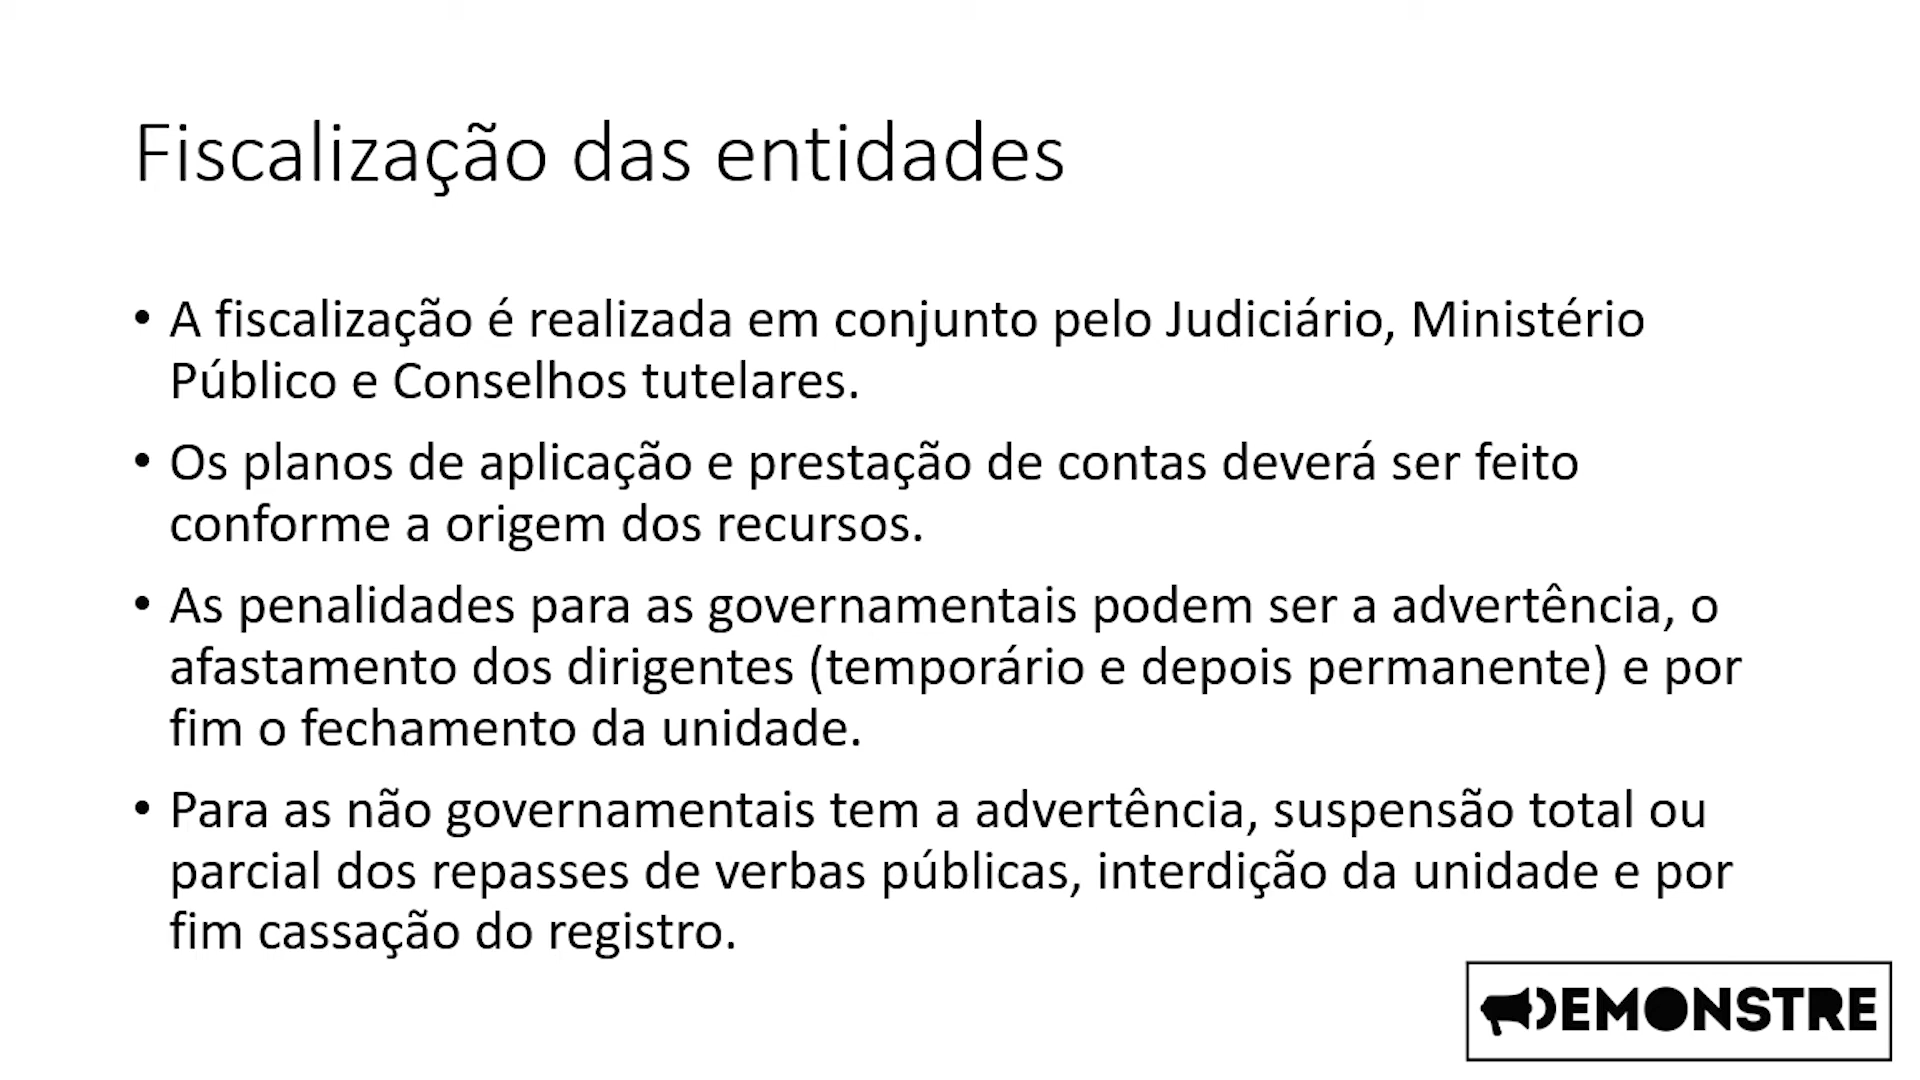 Fiscalização das entidades
• A fiscalização é realizada em conjunto pelo Judiciário, Ministério
Público e Conselhos tutelares.
• Os planos de aplicação e prestação de contas deverá ser feito
conforme a origem dos recursos.
• As penalidades para as governamentais podem ser a advertência, o
afastamento dos dirigentes (temporário e depois permanente) e por
fim o fechamento da unidade.
• Para as não governamentais tem a advertência, suspensão total ou
parcial dos repasses de verbas públicas, interdição da unidade e por
fim cassação do registro.
DEMONSTRE